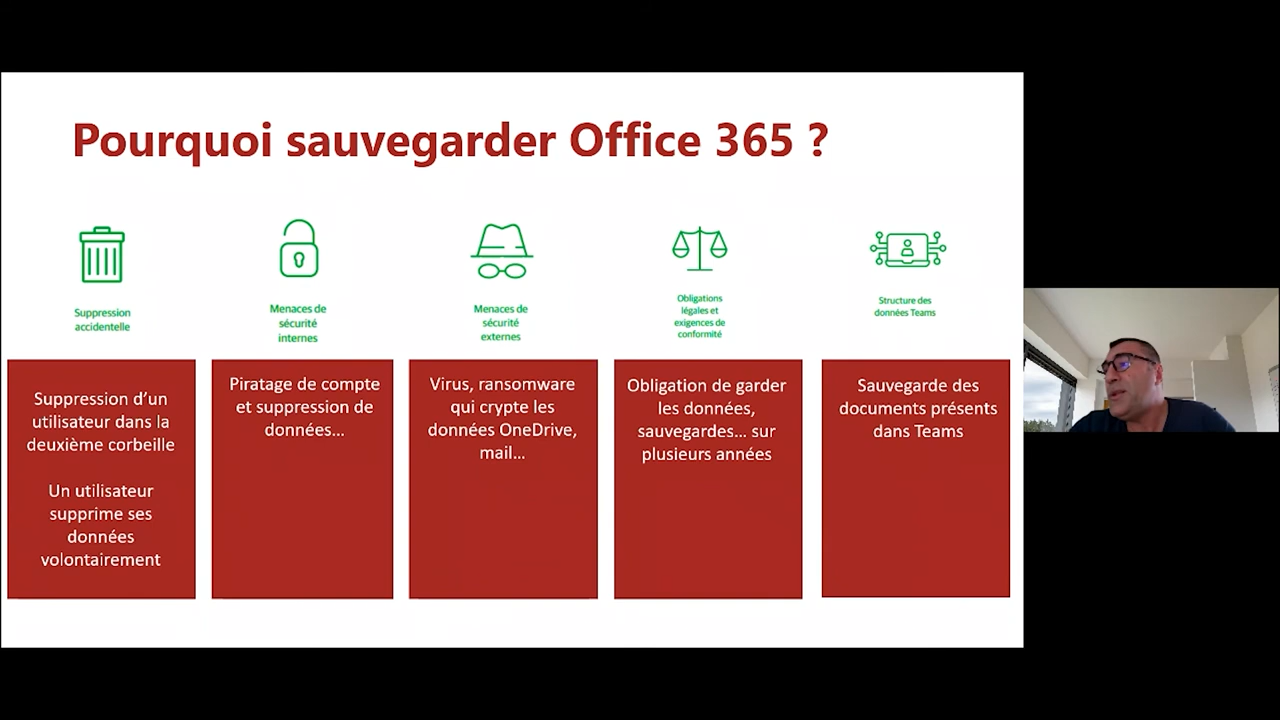 Pourquoi sauvegarder Office 365 ?
Suppression
accidentelle
Menaces de
sécurité
internes
Menaces de
sécurité
externes
Obligations
légales et
exigences de
conformité
Structure des
données Teams
Suppression d’un
utilisateur dans la
deuxième corbeille
Un utilisateur
supprime ses
données
volontairement
Piratage de compte
et suppression de
données…
Virus, ransomware
qui crypte les
données OneDrive,
mail…
Obligation de garder
les données,
sauvegardes… sur
plusieurs années
Sauvegarde des
documents présents
dans Teams